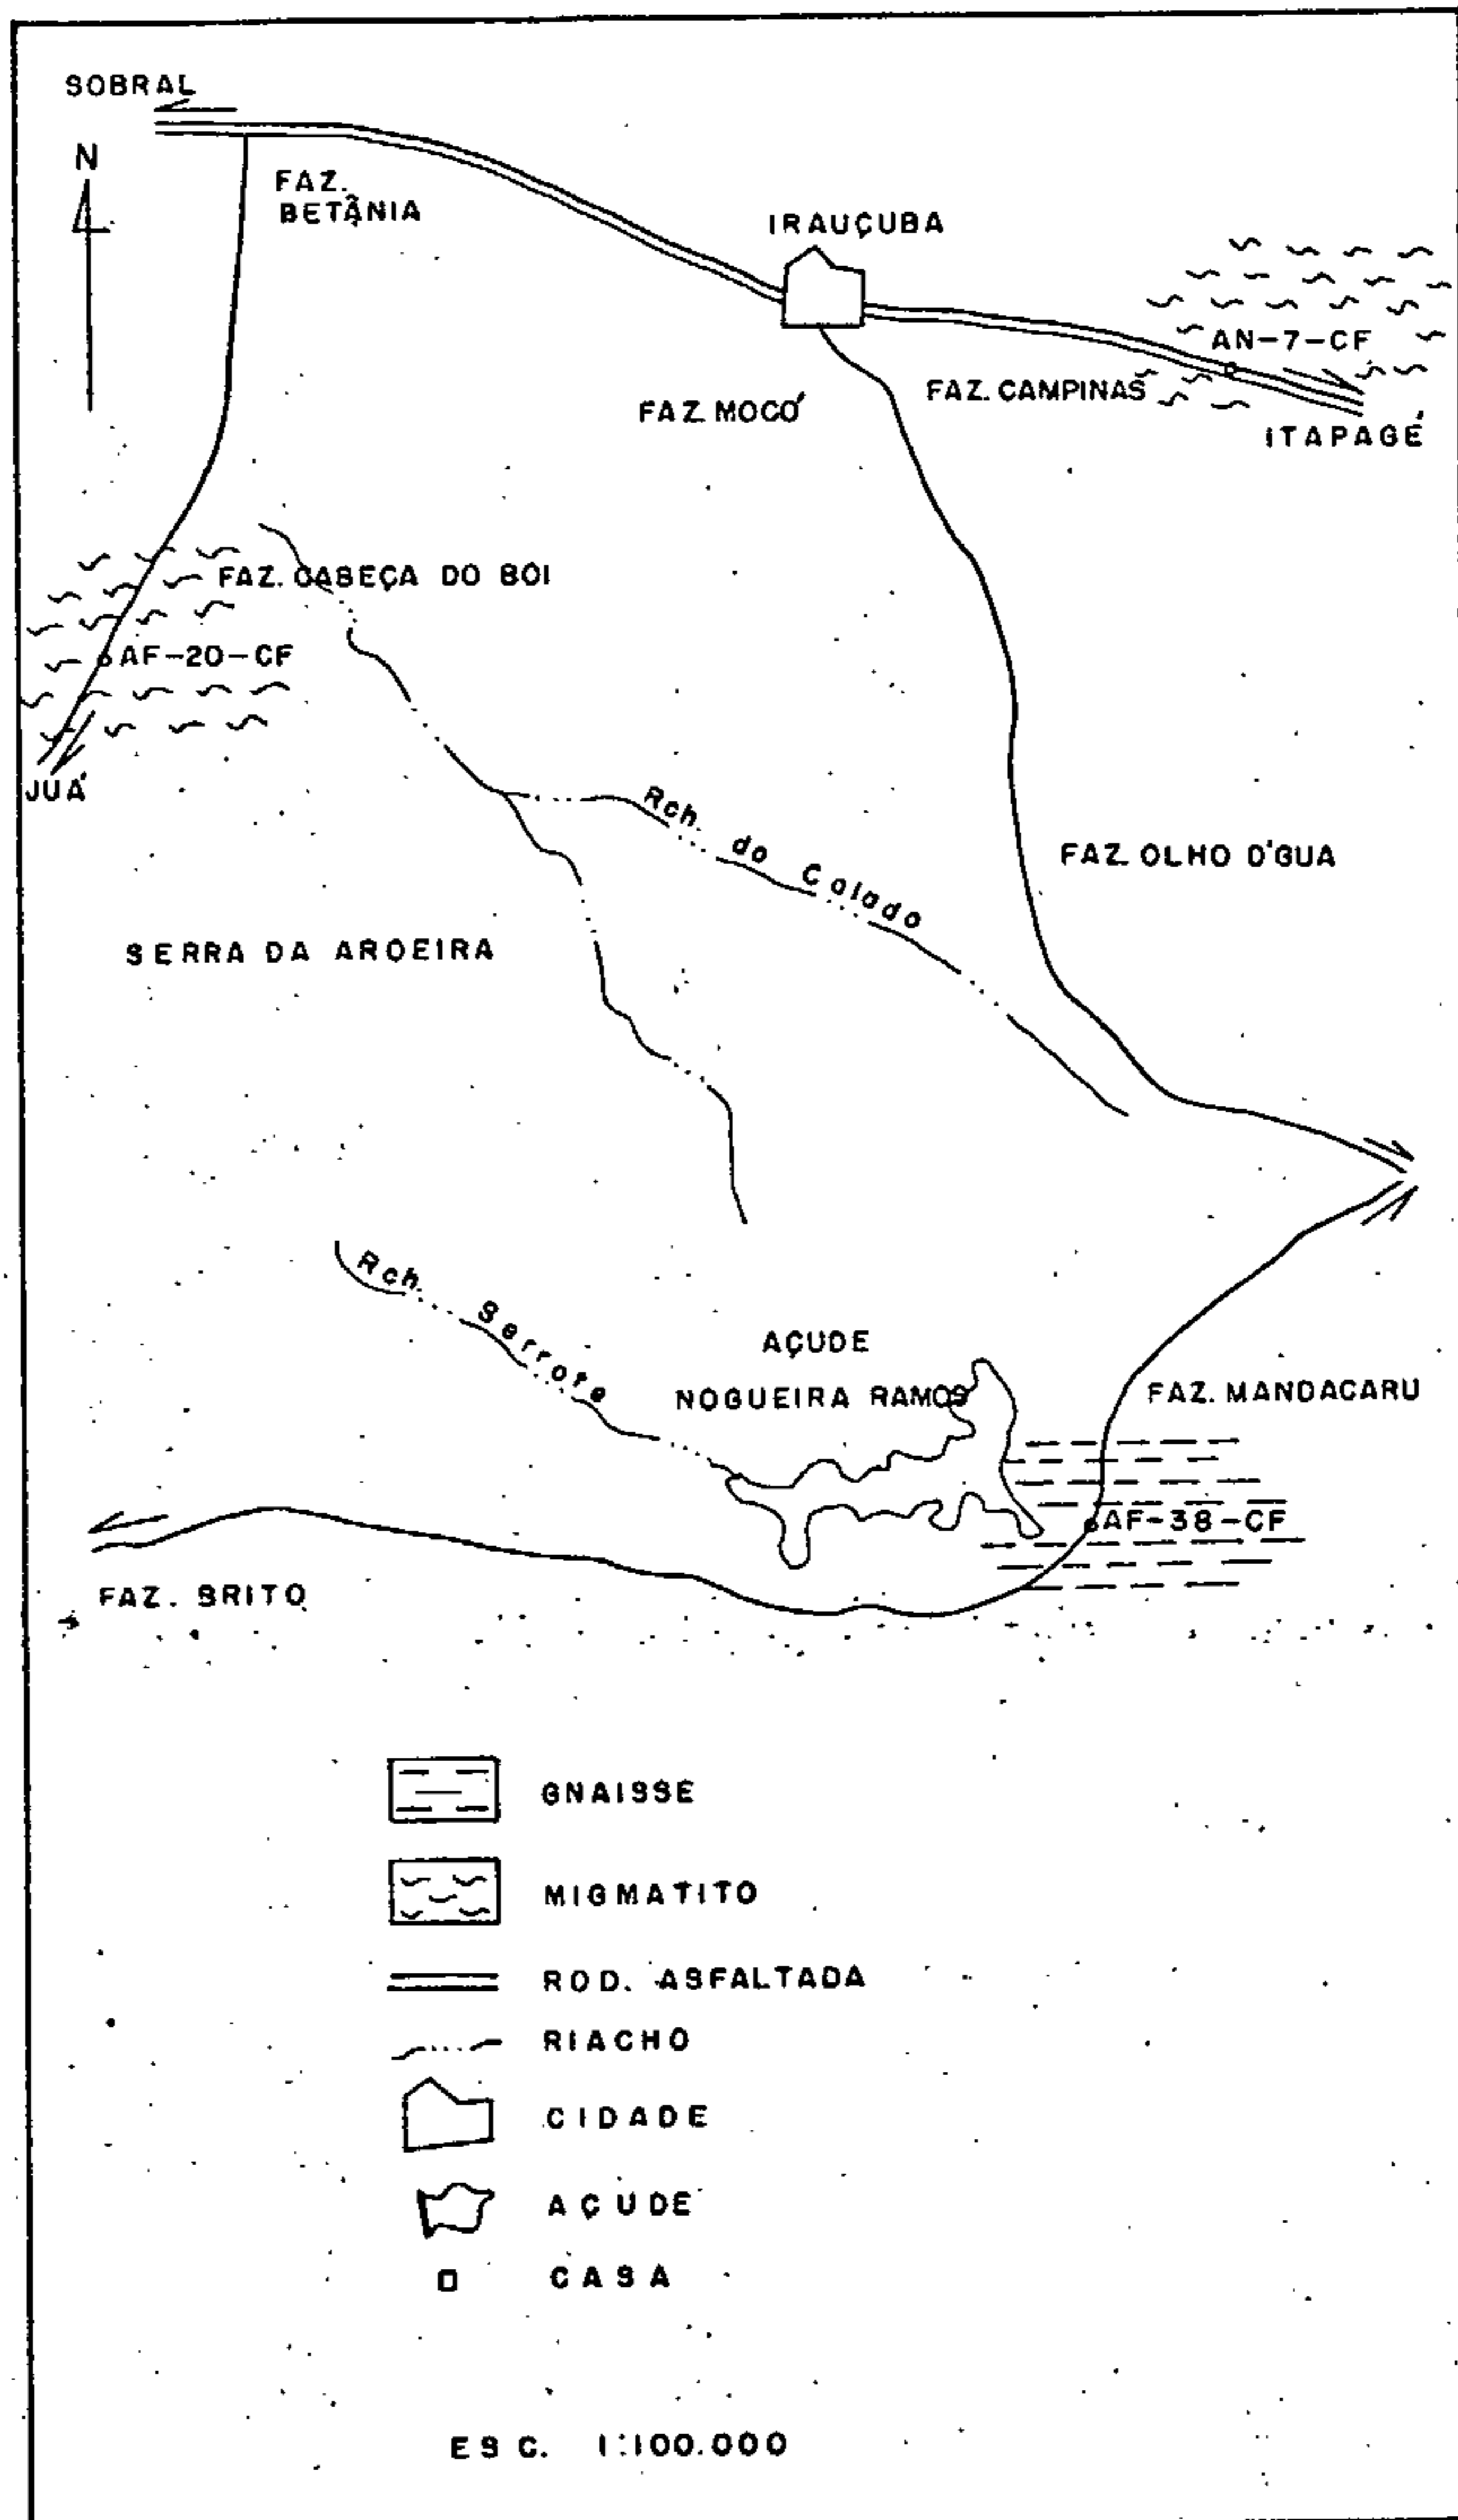 SOBRAL
N
FAZ.
BETÂNIA
IRAUÇUBA
AN-7-CF
FAZ. CAMPINAS
FAZ MOCÓ
ITAPAGÉ
FAZ. CABEÇA DO BOI
AF-20-CF
JUÁ
Rch. do Colado
FAZ OLHO D'GUA
SERRA DA AROEIRA
Rch. Serrote
AÇUDE
NOGUEIRA RAMOS
FAZ. MANDACARU
AF-38-CF
FAZ. BRITO
GNAISSE
MIGMATITO
ROD. ASFALTADA
RIACHO
CIDADE
AÇUDE
CASA
ESC. 1:100.000